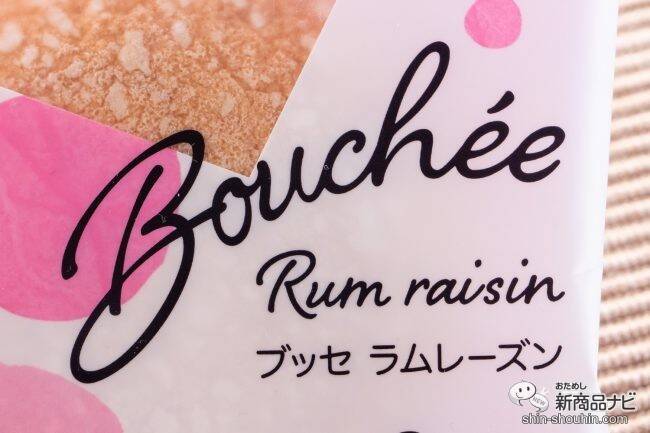 Bouchée
Rum raisin
ブッセ ラムレーズン
おためし
新商品ナビ
shin-shouhin.com
NEW